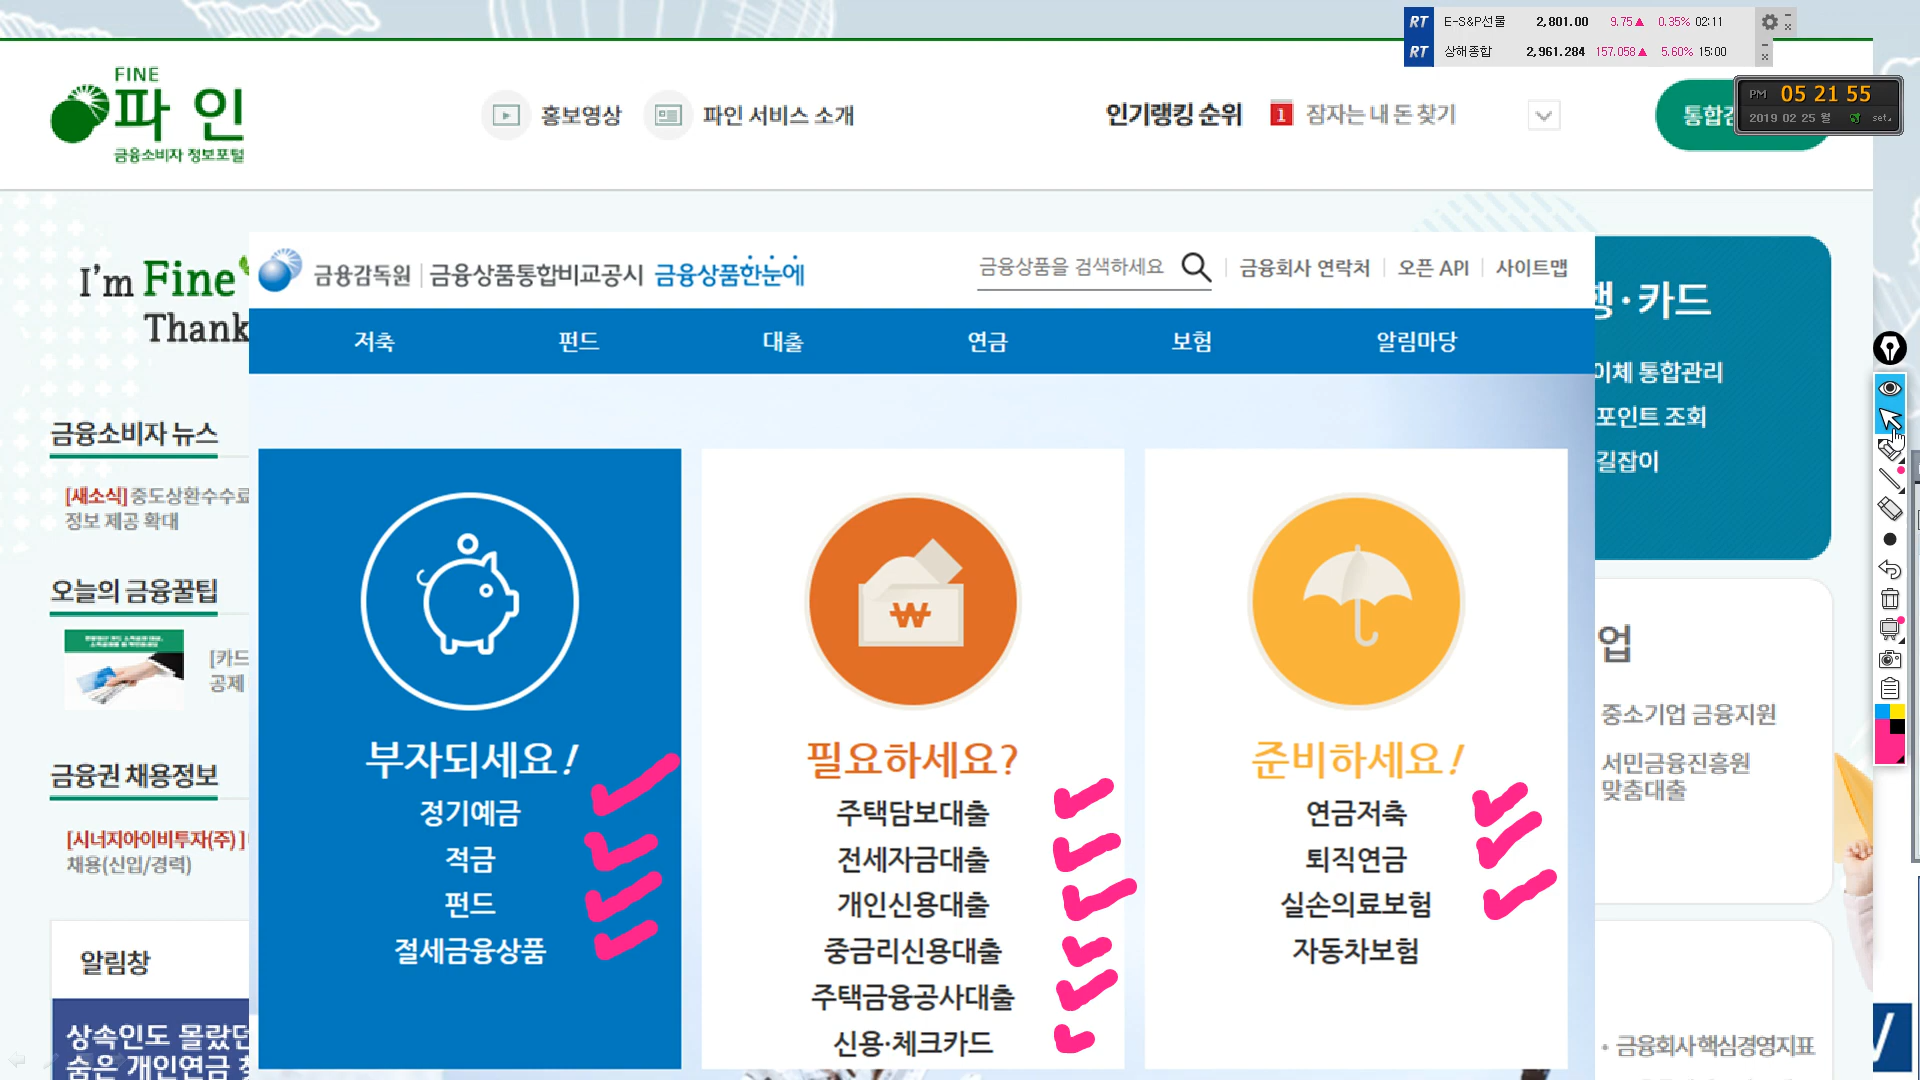 RT E-S&P선물 2,801.00 9.75▲ 0.35% 02:11
RT 상해종합 2,961.284 157.058▲ 5.60% 15:00
PM 05 21 55
2019 02 25 월 set
FINE
파인
금융소비자 정보포털
홍보영상
파인 서비스 소개
인기랭킹 순위
1 잠자는 내 돈 찾기
통합
I'm Fine
Thank
금융감독원 | 금융상품통합비교공시 금융상품한눈에
금융상품을 검색하세요
금융회사 연락처
오픈 API
사이트맵
저축
펀드
대출
연금
보험
알림마당
·카드
이체 통합관리
포인트 조회
길잡이
금융소비자 뉴스
[새소식] 중도상환수수료
정보 제공 확대
오늘의 금융꿀팁
[카드
공제
금융권 채용정보
[시너지아이비투자(주)]
채용(신입/경력)
알림창
상속인도 몰랐던
숨은 개인연금
부자되세요!
정기예금
적금
펀드
절세금융상품
필요하세요?
주택담보대출
전세자금대출
개인신용대출
중금리신용대출
주택금융공사대출
신용·체크카드
준비하세요!
연금저축
퇴직연금
실손의료보험
자동차보험
업
중소기업 금융지원
서민금융진흥원
맞춤대출
• 금융회사 핵심경영지표